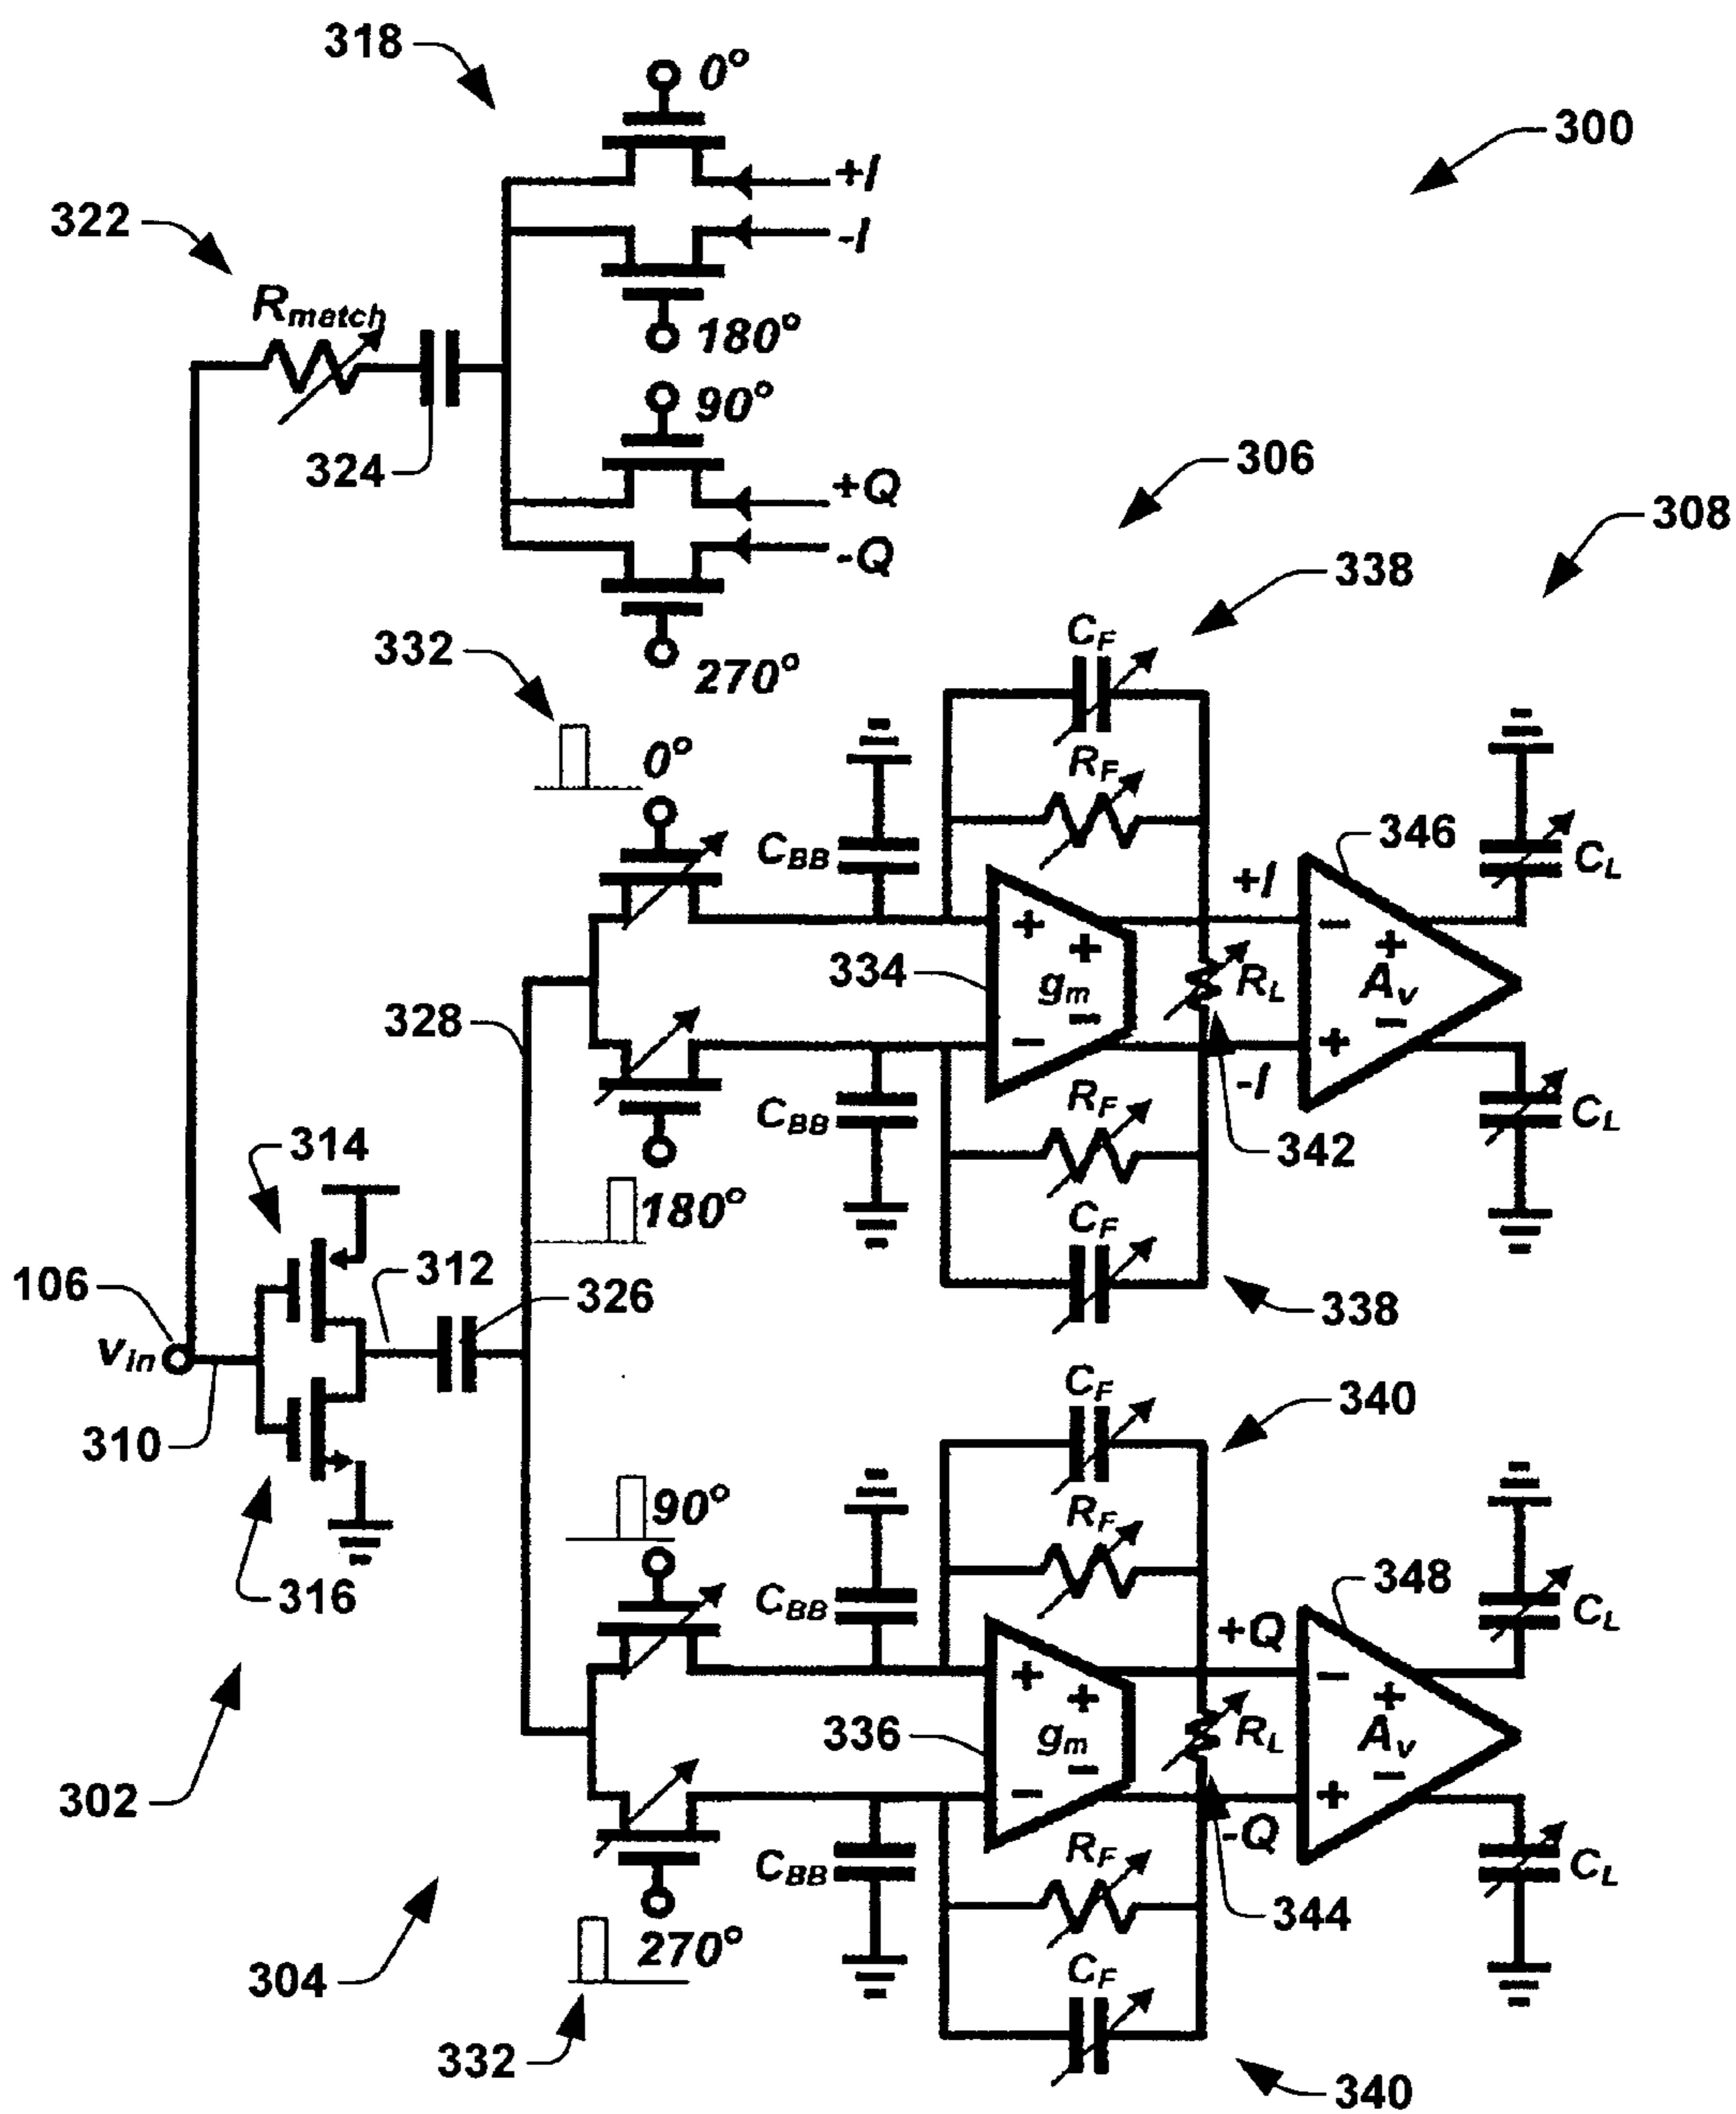 318
0°
300
+I
322
-I
Rmatch
180°
90°
306
324
+Q
308
-Q
338
CF
332
270°
RF
0°
346
CBB
+I
CL
+
+
−
+
334
gm
RL
Av
328
−
−
−
+
-I
RF
CBB
CL
314
342
180°
CF
312
106
326
338
vin
CF
340
310
90°
RF
348
316
CBB
+Q
CL
+
+
−
+
336
gm
RL
Av
302
−
−
−
+
-Q
RF
CBB
CL
344
270°
CF
304
332
340